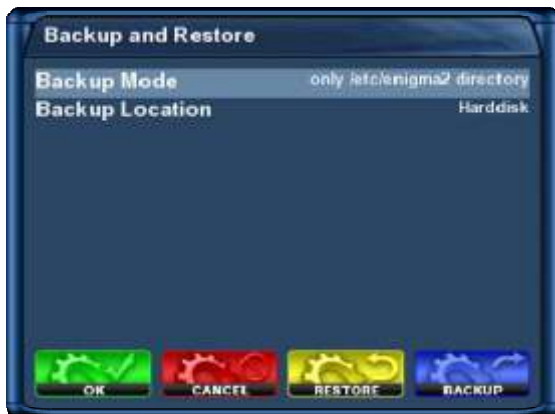 Backup and Restore
Backup Mode only /etc/enigma2 directory
Backup Location Harddisk
OK CANCEL RESTORE BACKUP